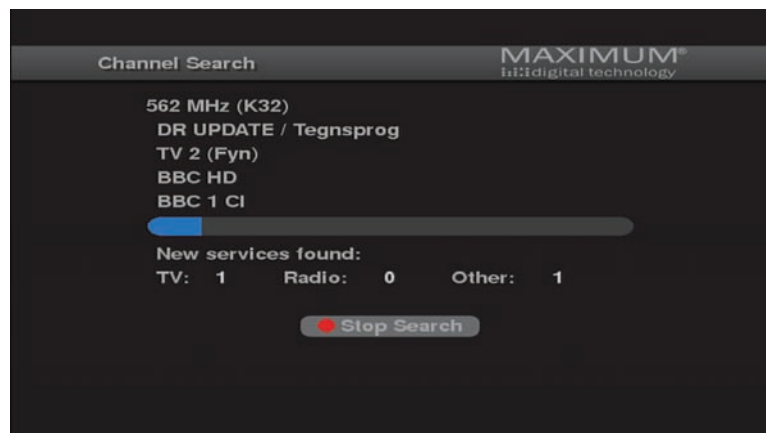 Channel Search
MAXIMUM®
digital technology
562 MHz (K32)
DR UPDATE / Tegnsprog
TV 2 (Fyn)
BBC HD
BBC 1 CI
New services found:
TV: 1 Radio: 0 Other: 1
Stop Search